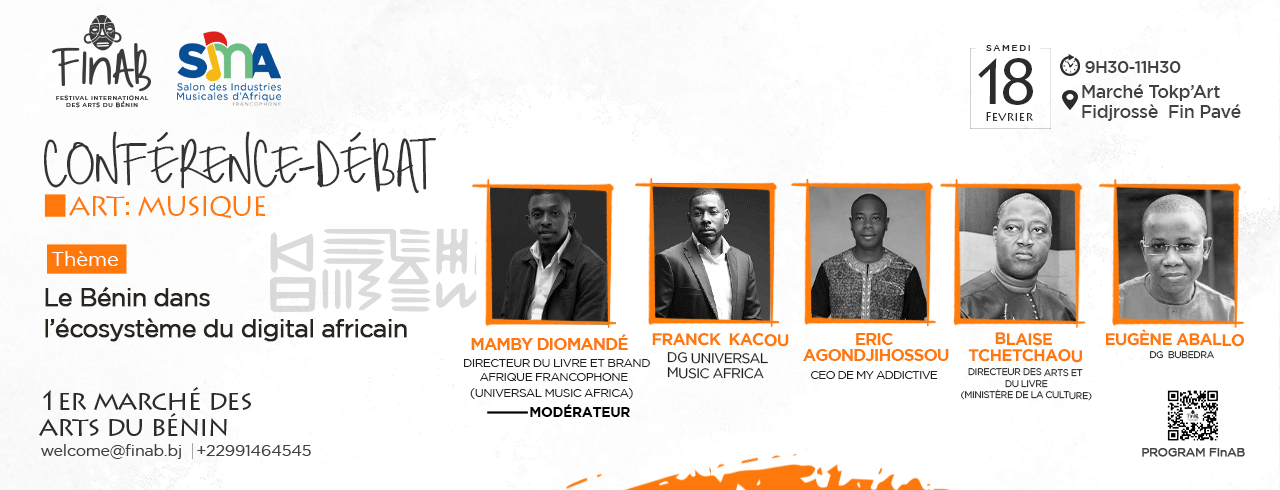 FInAB
FESTIVAL INTERNATIONAL
DES ARTS DU BÉNIN
SIMA
Salon des Industries
Musicales d'Afrique
FRANCOPHONE
SAMEDI
18
FEVRIER
9H30-11H30
Marché Tokp'Art
Fidjrossè Fin Pavé
CONFÉRENCE-DÉBAT
ART: MUSIQUE
Thème
Le Bénin dans
l'écosystème du digital africain
MAMBY DIOMANDÉ
DIRECTEUR DU LIVRE ET BRAND
AFRIQUE FRANCOPHONE
(UNIVERSAL MUSIC AFRICA)
MODÉRATEUR
FRANCK KACOU
DG UNIVERSAL
MUSIC AFRICA
ERIC
AGONDJIHOSSOU
CEO DE MY ADDICTIVE
BLAISE
TCHETCHAOU
DIRECTEUR DES ARTS ET
DU LIVRE
(MINISTÈRE DE LA CULTURE)
EUGÈNE ABALLO
DG BUBEDRA
1ER MARCHÉ DES
ARTS DU BÉNIN
welcome@finab.bj | +22991464545
PROGRAM FInAB